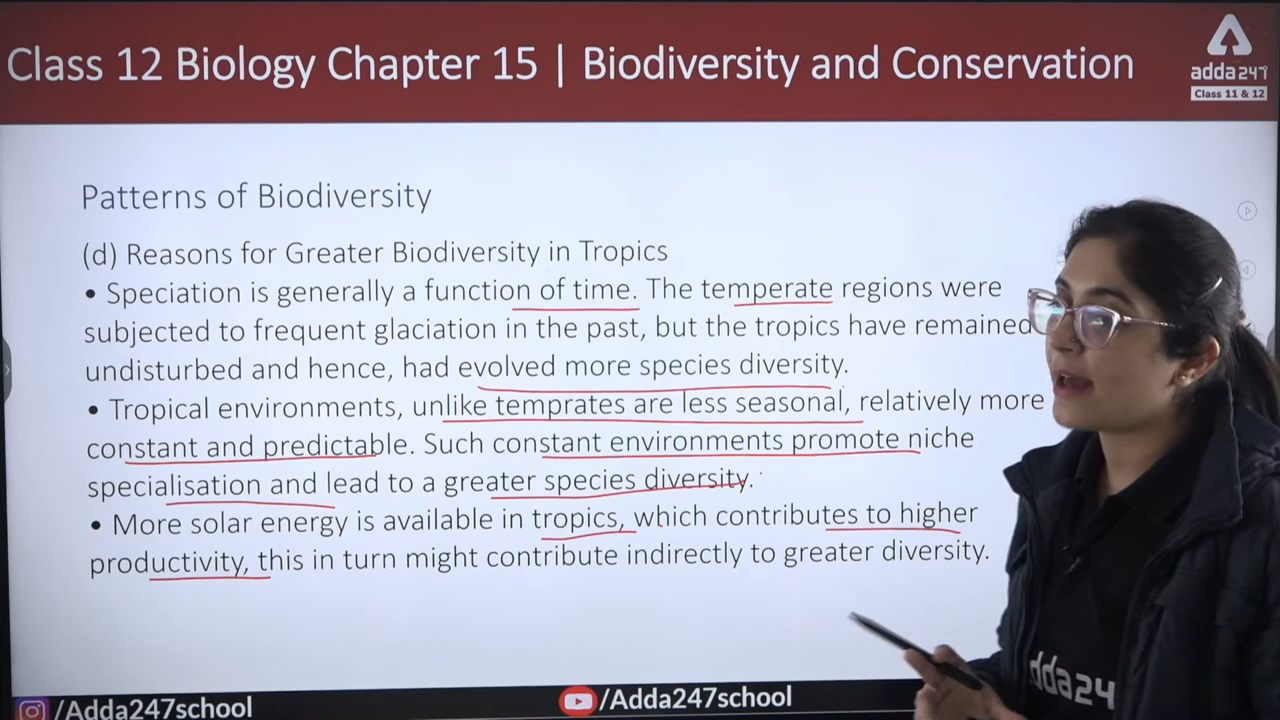 Class 12 Biology Chapter 15 | Biodiversity and Conservation
adda247
Class 11 & 12
Patterns of Biodiversity
(d) Reasons for Greater Biodiversity in Tropics
• Speciation is generally a function of time. The temperate regions were
subjected to frequent glaciation in the past, but the tropics have remained
undisturbed and hence, had evolved more species diversity.
• Tropical environments, unlike temprates are less seasonal, relatively more
constant and predictable. Such constant environments promote niche
specialisation and lead to a greater species diversity.
• More solar energy is available in tropics, which contributes to higher
productivity, this in turn might contribute indirectly to greater diversity.
dda24
/Adda247school
/Adda247school